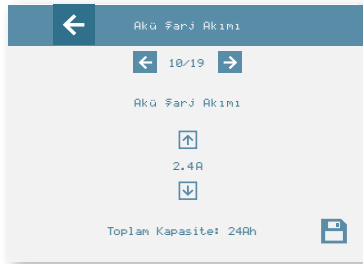 Akü Şarj Akımı
10/19
Akü Şarj Akımı
2.4A
Toplam Kapasite: 24Ah